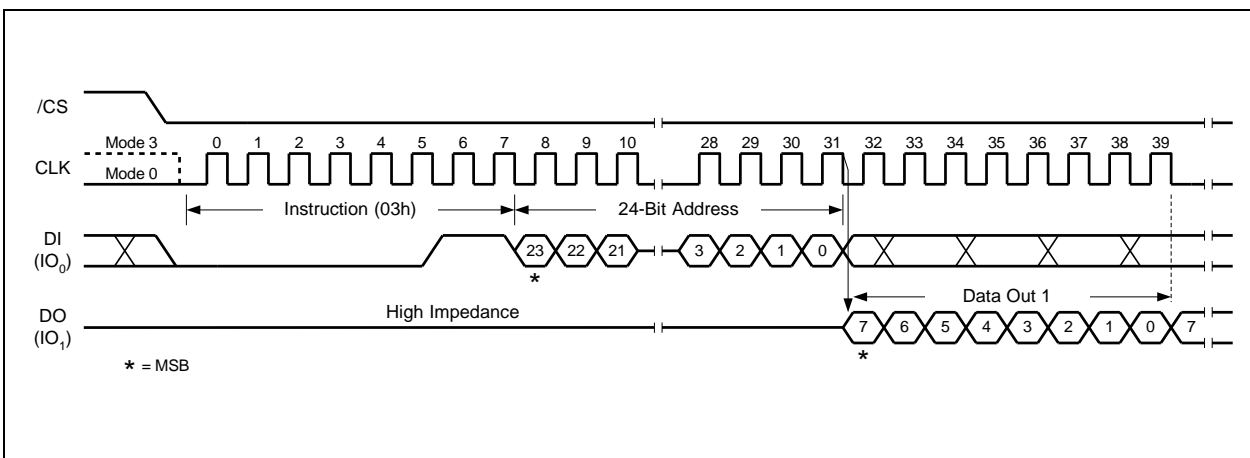 /CS
Mode 3 0 1 2 3 4 5 6 7 8 9 10 28 29 30 31 32 33 34 35 36 37 38 39
CLK
Mode 0
Instruction (03h) 24-Bit Address
DI 23 22 21 3 2 1 0
(IO₀)
*
High Impedance Data Out 1
DO 7 6 5 4 3 2 1 0 7
(IO₁)
*
* = MSB